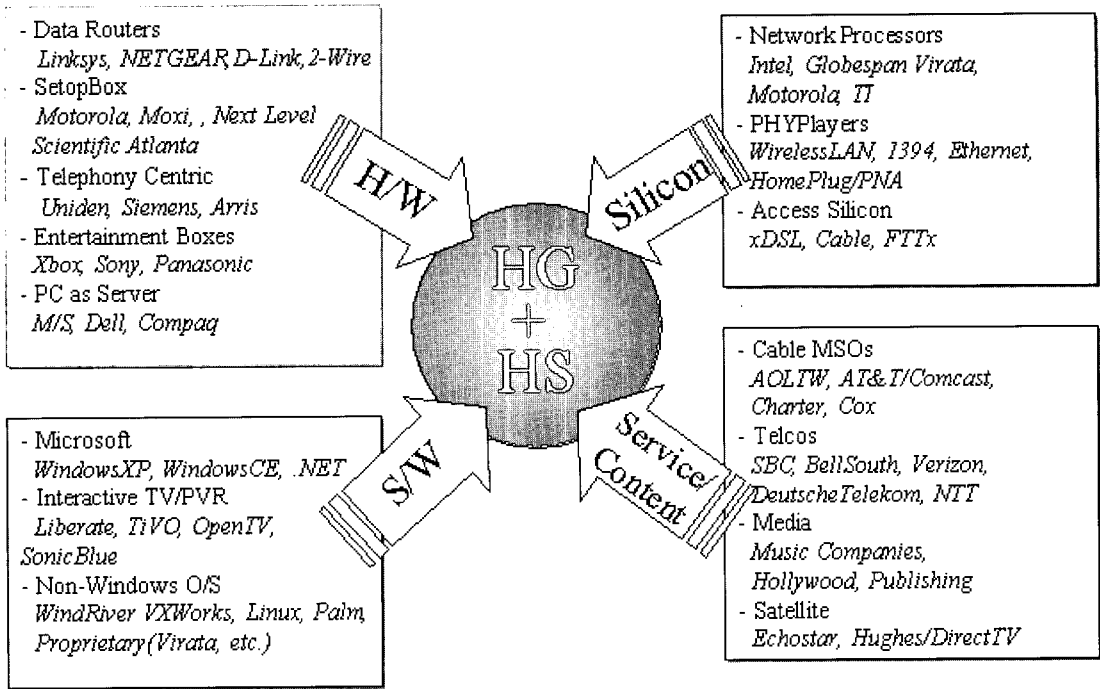 - Data Routers
Linksys, NETGEAR, D-Link, 2-Wire
- SetopBox
Motorola, Moxi, , Next Level
Scientific Atlanta
- Telephony Centric
Uniden, Siemens, Arris
- Entertainment Boxes
Xbox, Sony, Panasonic
- PC as Server
M/S, Dell, Compaq
- Network Processors
Intel, Globespan Virata,
Motorola, TI
- PHYPlayers
WirelessLAN, 1394, Ethernet,
HomePlug/PNA
- Access Silicon
xDSL, Cable, FTTx
H/W
Silicon
HG
+
HS
S/W
Service/
Content
- Microsoft
WindowsXP, WindowsCE, .NET
- Interactive TV/PVR
Liberate, TiVO, OpenTV,
SonicBlue
- Non-Windows O/S
WindRiver VXWorks, Linux, Palm,
Proprietary(Virata, etc.)
- Cable MSOs
AOLTW, AT&T/Comcast,
Charter, Cox
- Telcos
SBC, BellSouth, Verizon,
DeutscheTelekom, NTT
- Media
Music Companies,
Hollywood, Publishing
- Satellite
Echostar, Hughes/DirectTV